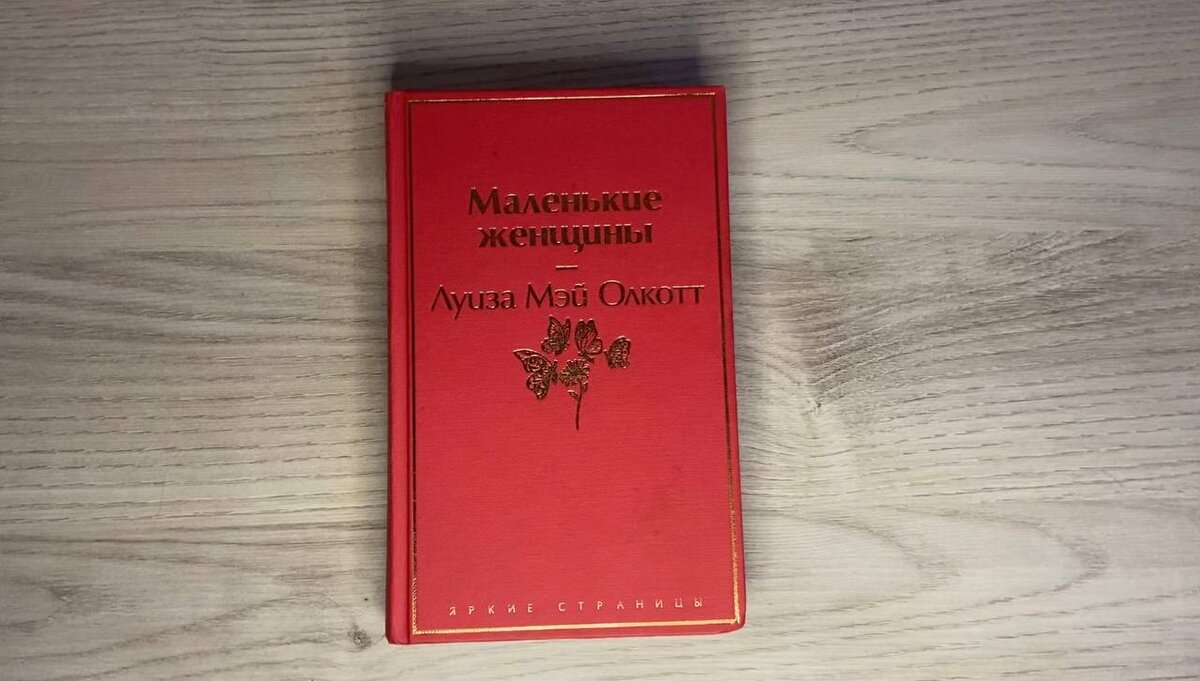 Маленькие
женщины
—
Луиза Мэй Олкотт
ЯРКИЕ СТРАНИЦЫ